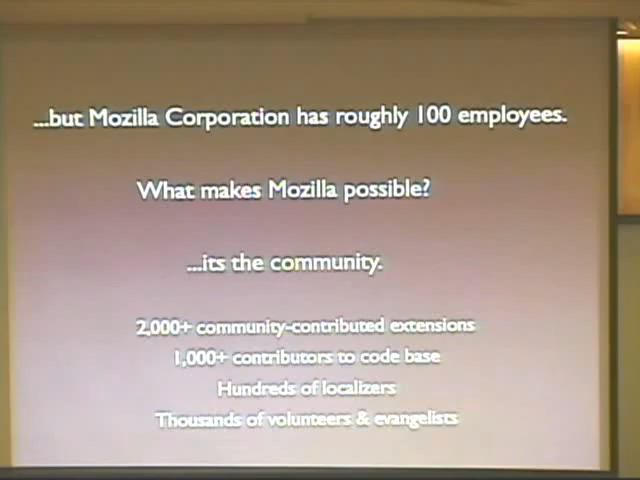 ...but Mozilla Corporation has roughly 100 employees.
What makes Mozilla possible?
...its the community.
2,000+ community-contributed extensions
1,000+ contributors to code base
Hundreds of localizers
Thousands of volunteers & evangelists